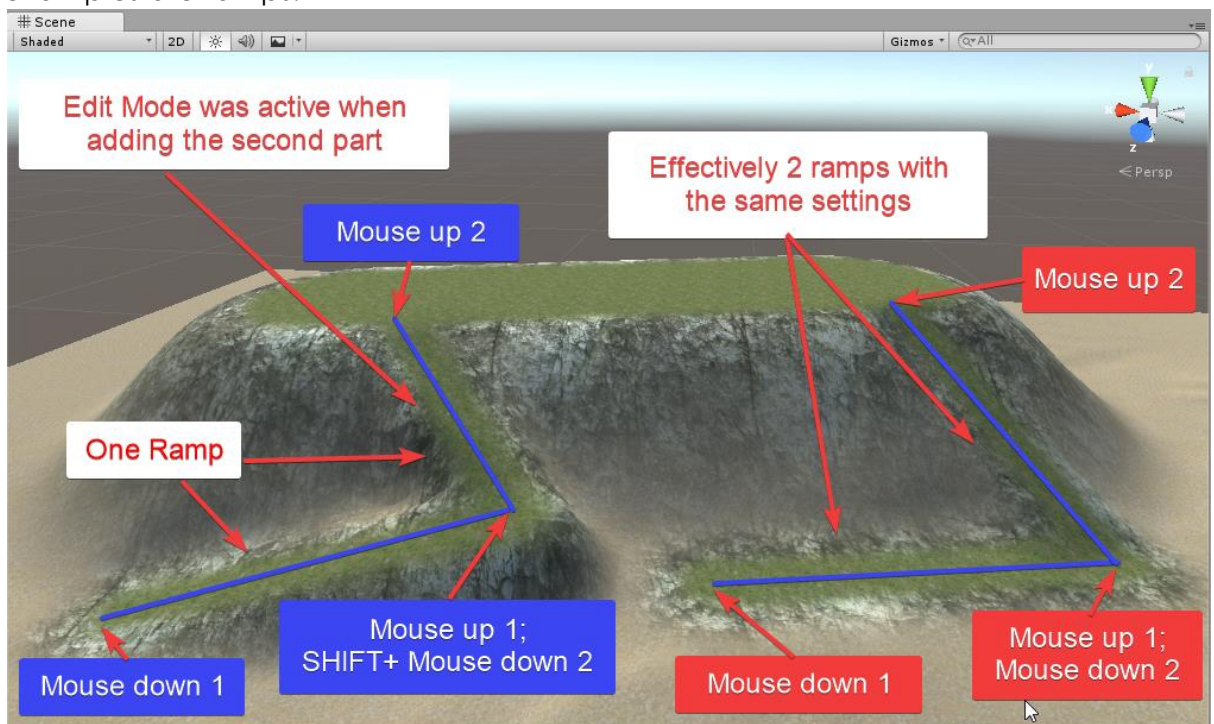 # Scene
Shaded
2D
Gizmos
All
Edit Mode was active when
adding the second part
Effectively 2 ramps with
the same settings
y
x
z
Persp
Mouse up 2
Mouse up 2
One Ramp
Mouse up 1;
SHIFT+ Mouse down 2
Mouse up 1;
Mouse down 2
Mouse down 1
Mouse down 1